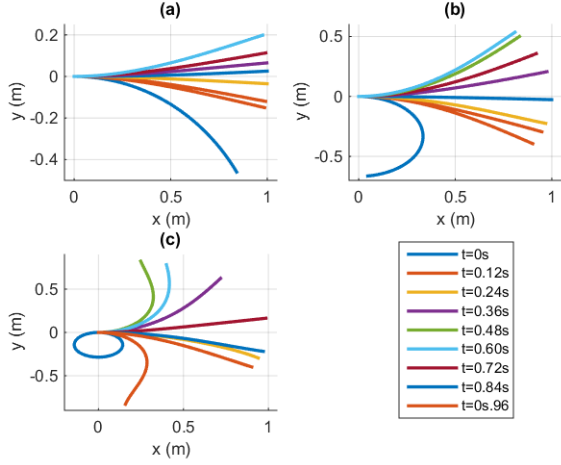 (a)
(b)
0.2
0
-0.2
-0.4
y (m)
0 0.5 1
x (m)
0.5
0
-0.5
y (m)
0 0.5 1
x (m)
(c)
0.5
0
-0.5
y (m)
0 0.5 1
x (m)
t=0s
t=0.12s
t=0.24s
t=0.36s
t=0.48s
t=0.60s
t=0.72s
t=0.84s
t=0s.96